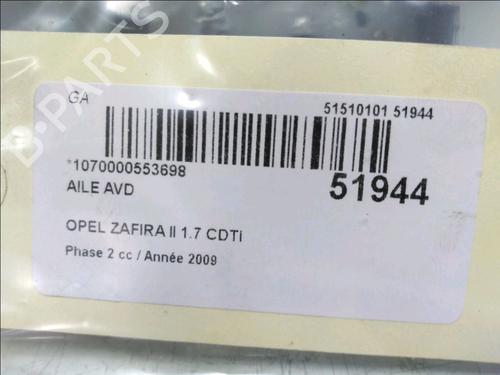 GA
51510101 51944
*1070000553698
51944
AILE AVD
OPEL ZAFIRA II 1.7 CDTi
Phase 2 cc / Année 2009
B-PARTS